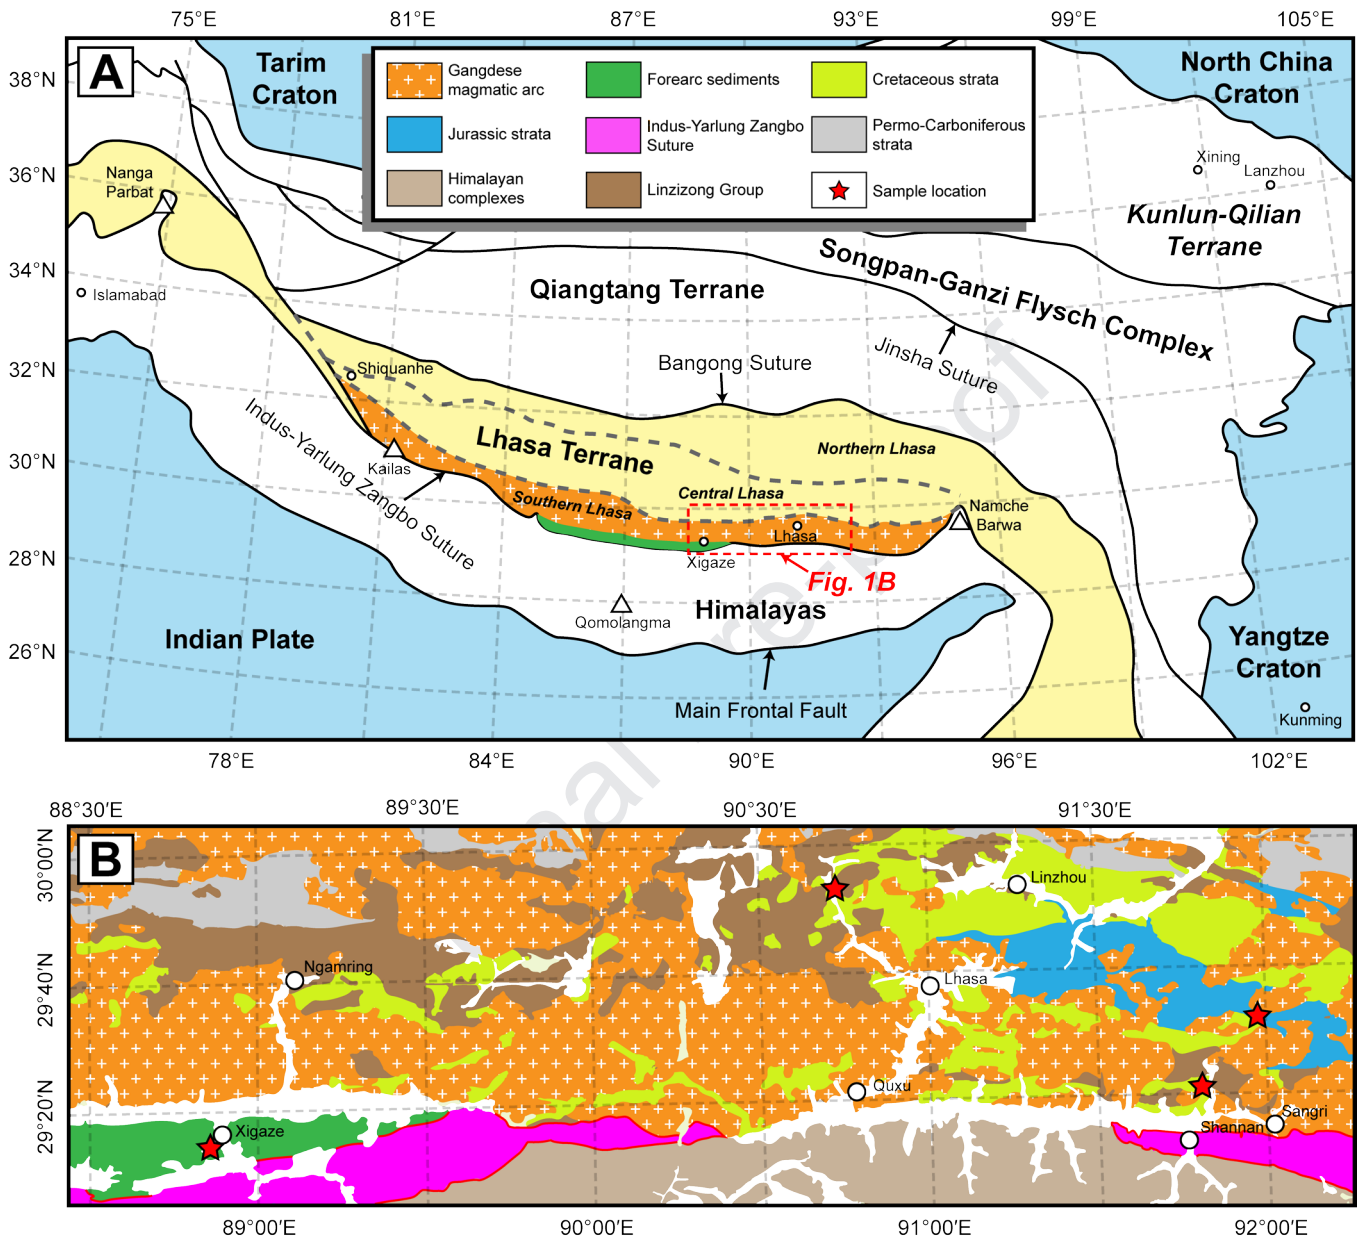 75°E 81°E 87°E 93°E 99°E 105°E
A
38°N
36°N
34°N
32°N
30°N
28°N
26°N
Tarim
Craton
Gangdese
magmatic arc
Forearc sediments
Cretaceous strata
Jurassic strata
Indus-Yarlung Zangbo
Suture
Permo-Carboniferous
strata
Himalayan
complexes
Linzizong Group
Sample location
North China
Craton
Xining
Lanzhou
Kunlun-Qilian
Terrane
Nanga
Parbat
Islamabad
Songpan-Ganzi Flysch Complex
Qiangtang Terrane
Jinsha Suture
Bangong Suture
Shiquanhe
Indus-Yarlung Zangbo Suture
Lhasa Terrane
Northern Lhasa
Kailas
Central Lhasa
Southern Lhasa
Namche
Barwa
Lhasa
Xigaze
Fig. 1B
Himalayas
Qomolangma
Indian Plate
Yangtze
Craton
Main Frontal Fault
Kunming
78°E 84°E 90°E 96°E 102°E
88°30′E 89°30′E 90°30′E 91°30′E
B
30°00′N
29°40′N
29°20′N
Linzhou
Ngamring
Lhasa
Quxu
Sangri
Shannan
Xigaze
89°00′E 90°00′E 91°00′E 92°00′E